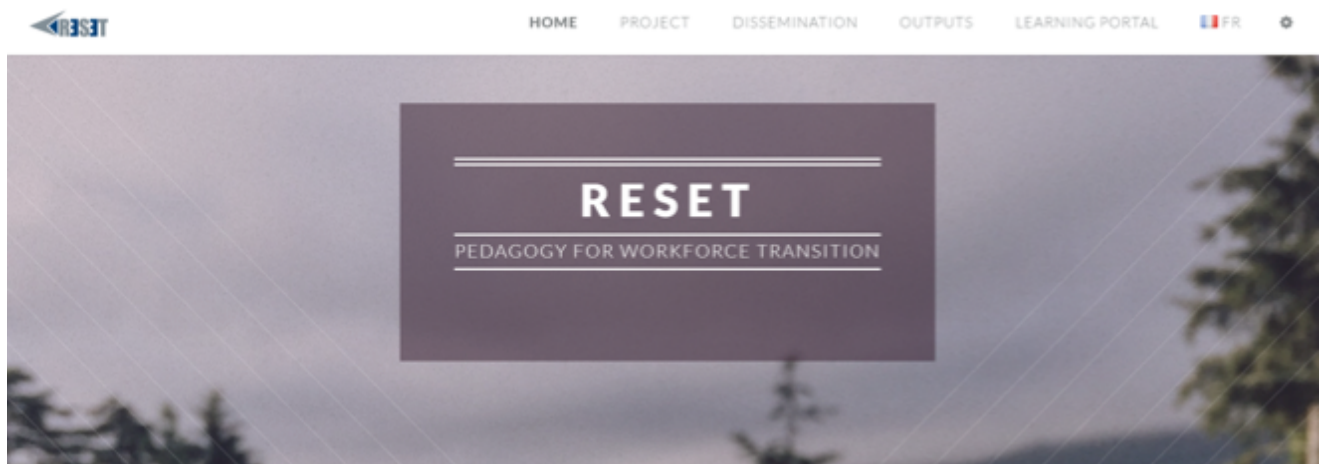 RESET
HOME PROJECT DISSEMINATION OUTPUTS LEARNING PORTAL FR
RESET
PEDAGOGY FOR WORKFORCE TRANSITION